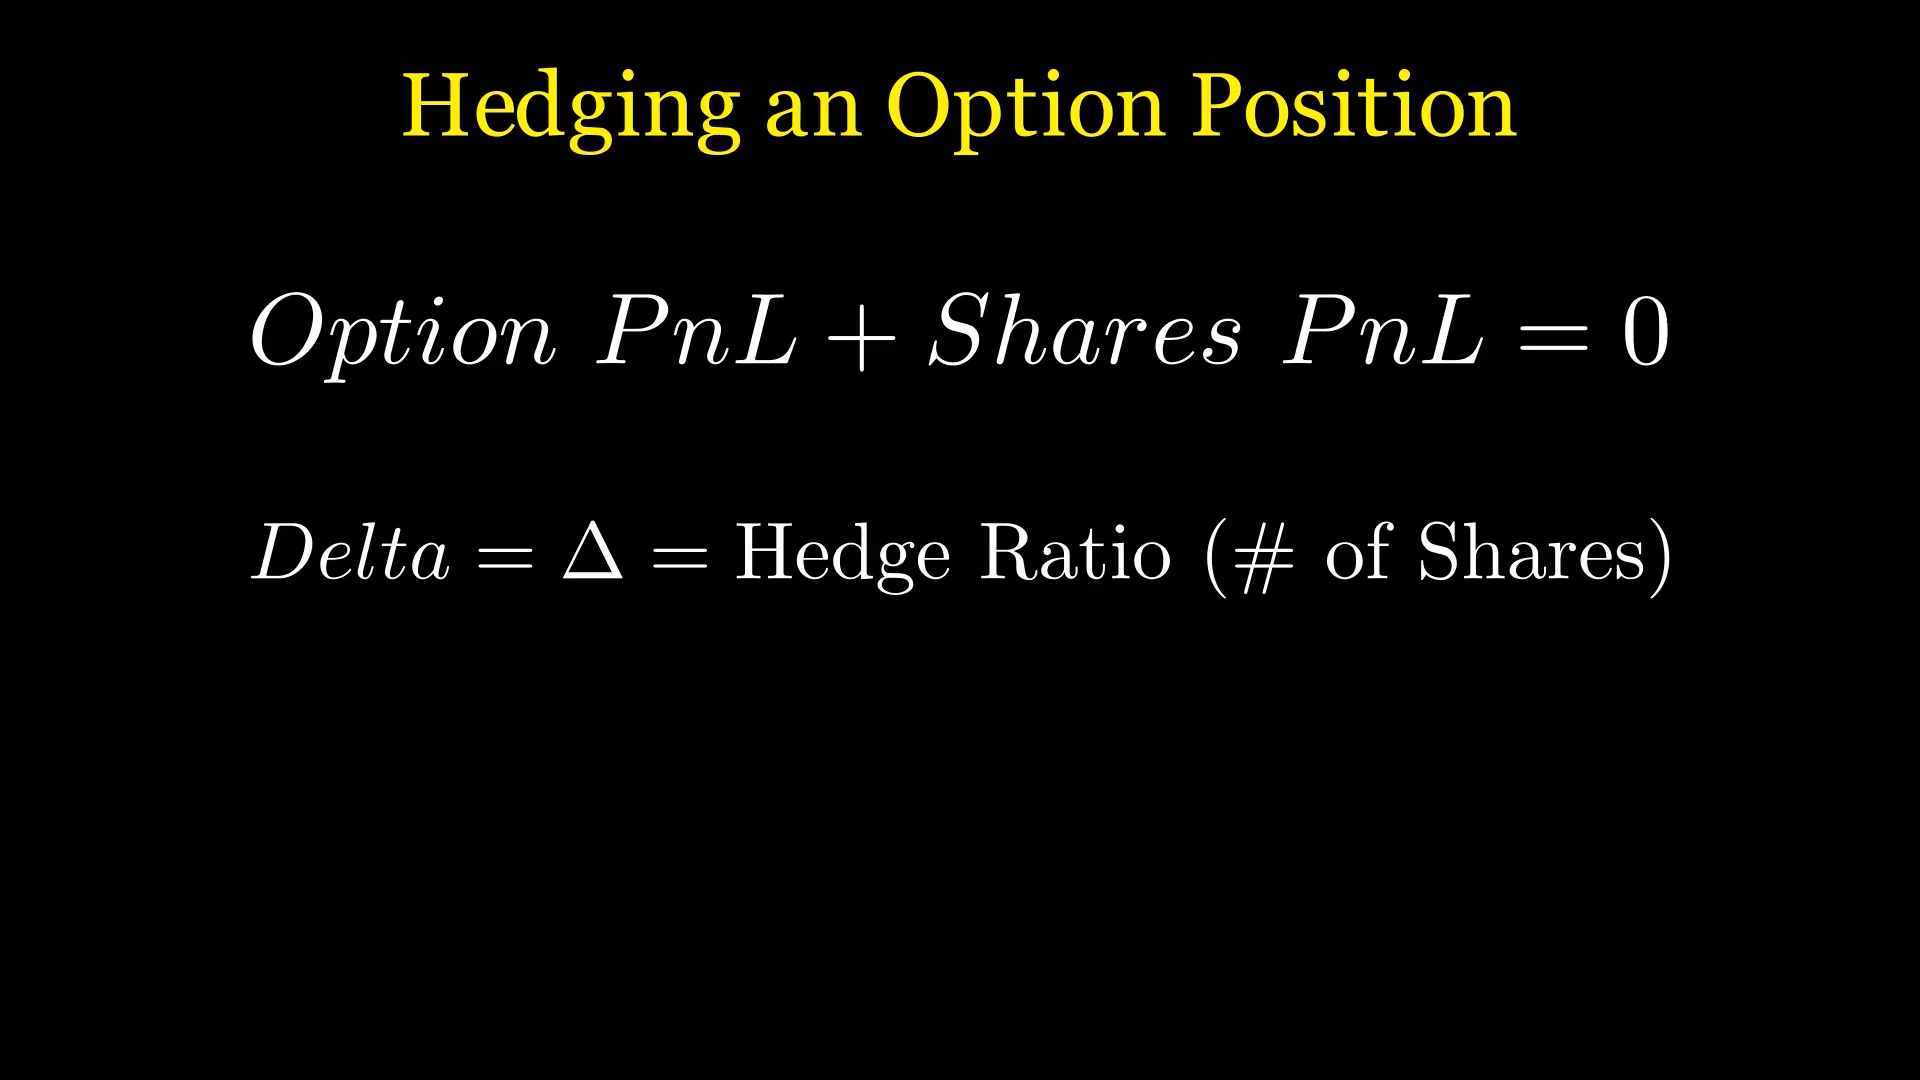 Hedging an Option Position
Option PnL + Shares PnL = 0
Delta = Δ = Hedge Ratio (# of Shares)